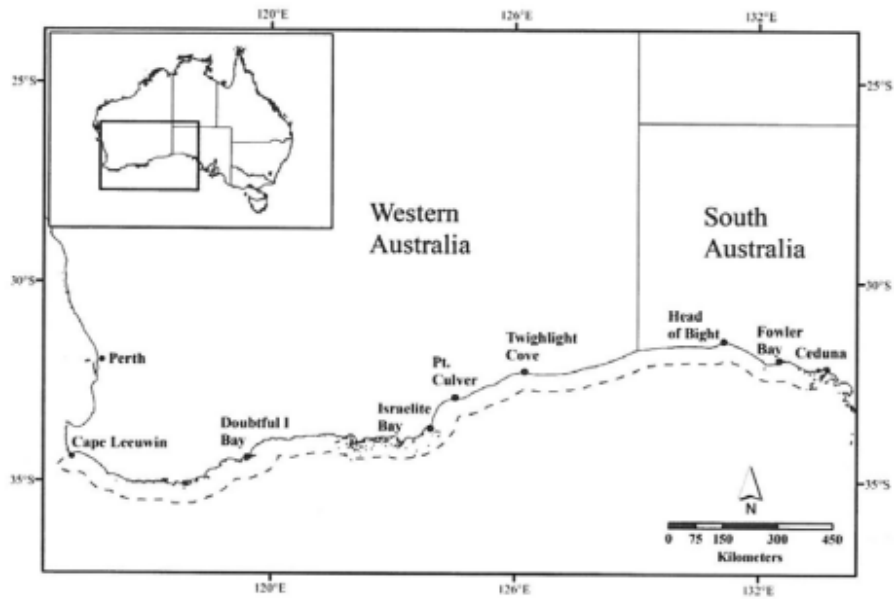 120°E
126°E
132°E
25°S
25°S
Western
Australia
South
Australia
30°S
30°S
Head
of Bight
Fowler
Bay
Ceduna
Twighlight
Cove
Perth
Pt.
Culver
Israelite
Bay
Doubtful I
Bay
Cape Leeuwin
35°S
35°S
N
0 75 150 300 450
Kilometers
120°E
126°E
132°E